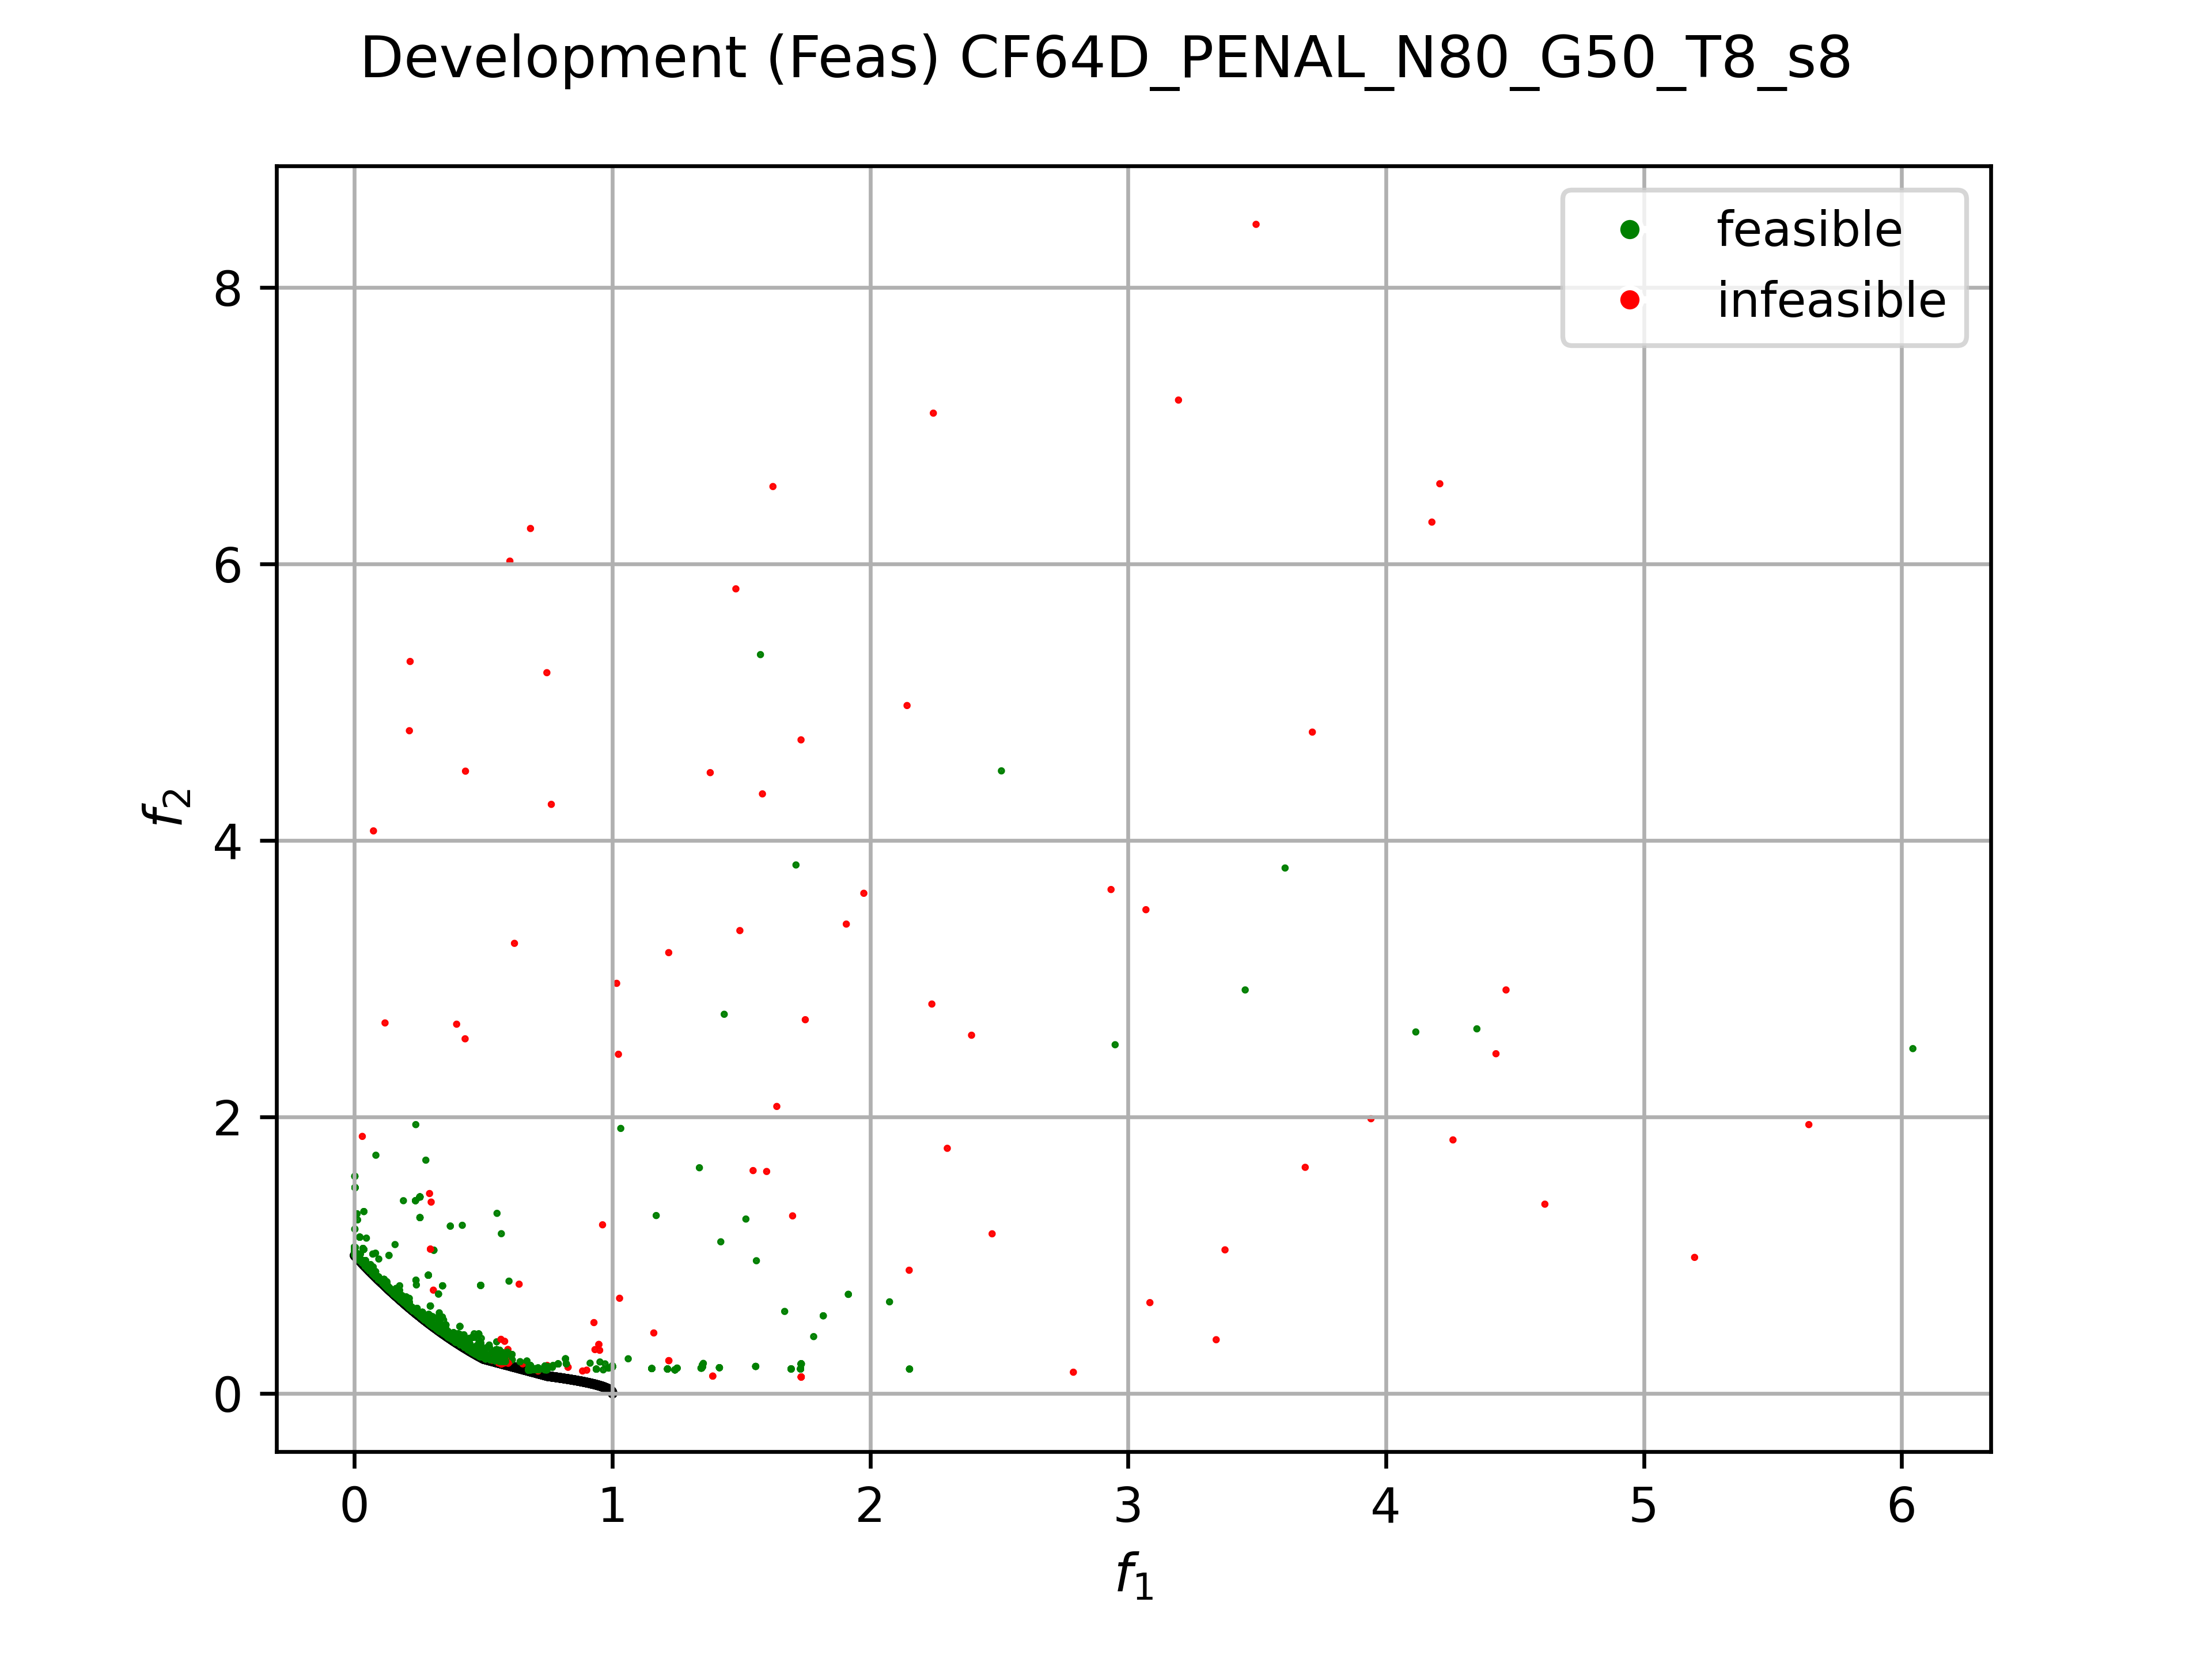 Development (Feas) CF64D_PENAL_N80_G50_T8_s8
feasible
infeasible
8
6
4
2
0
f2
0 1 2 3 4 5 6
f1